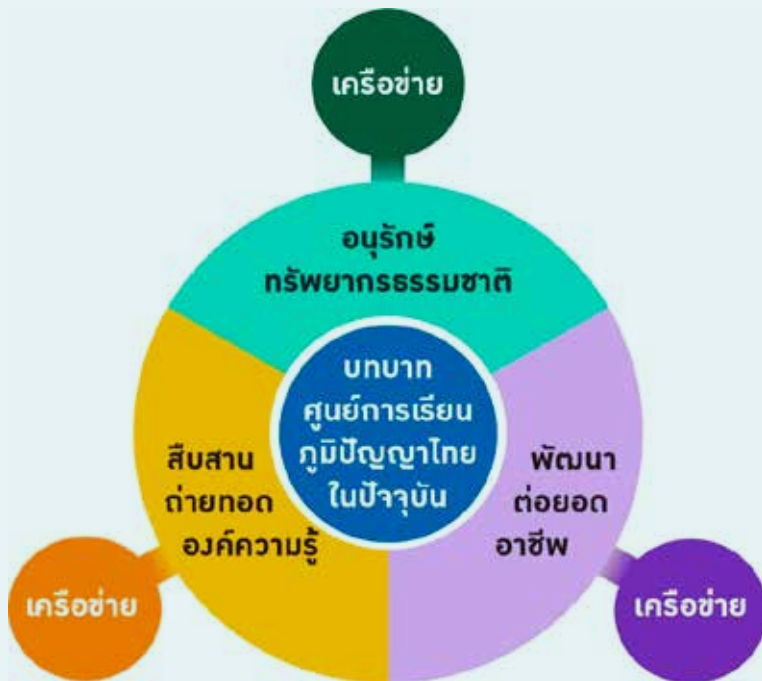 เครือข่าย
อนุรักษ์
ทรัพยากรธรรมชาติ
บทบาท
ศูนย์การเรียน
ภูมิปัญญาไทย
ในปัจจุบัน
สืบสาน
ถ่ายทอด
องค์ความรู้
พัฒนา
ต่อยอด
อาชีพ
เครือข่าย
เครือข่าย